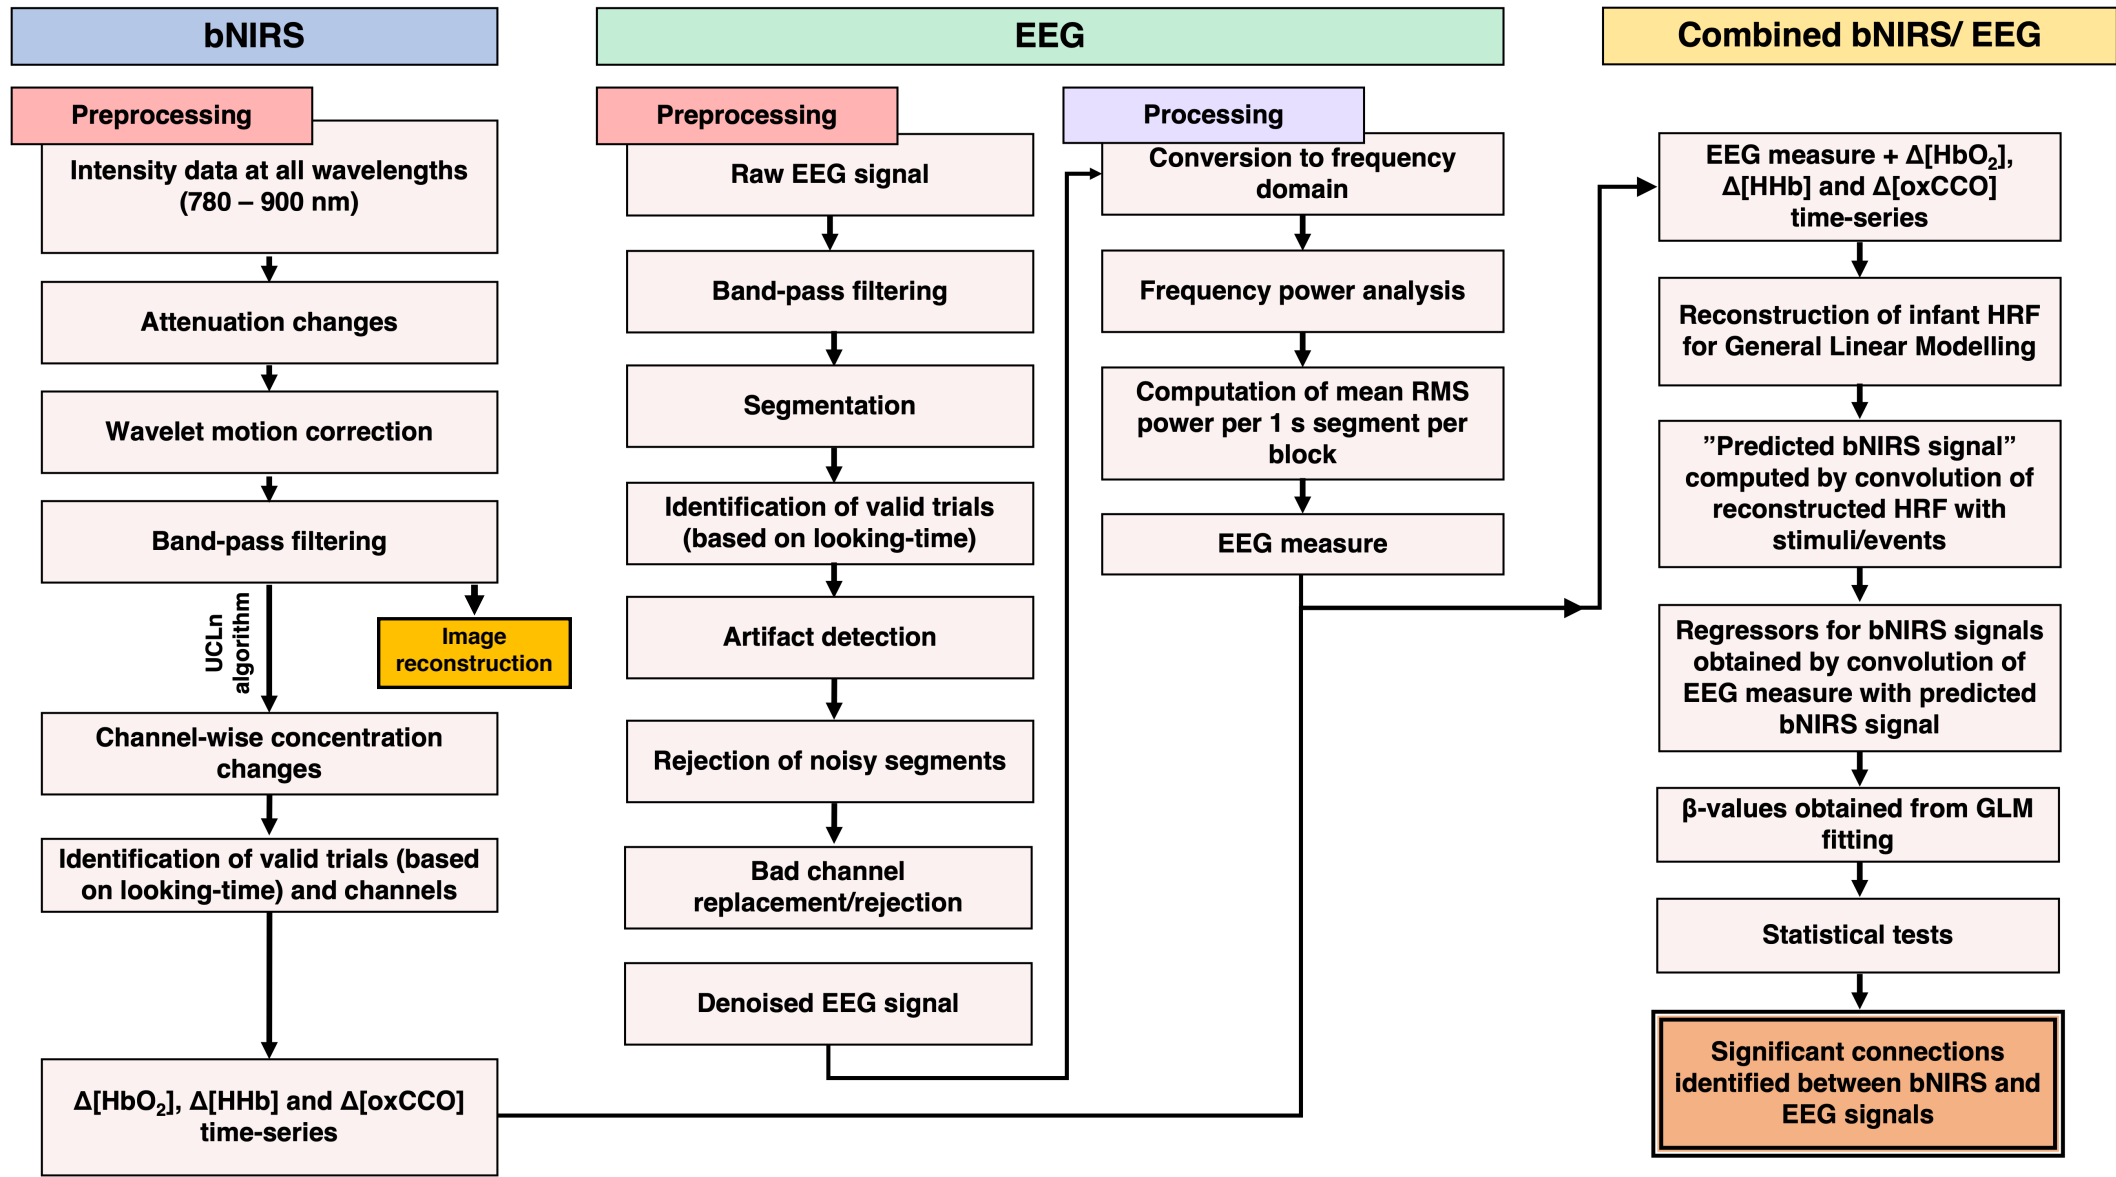 bNIRS
Preprocessing
Intensity data at all wavelengths
(780 – 900 nm)
Attenuation changes
Wavelet motion correction
Band-pass filtering
UCLn
algorithm
Image
reconstruction
Channel-wise concentration
changes
Identification of valid trials (based
on looking-time) and channels
Δ[HbO₂], Δ[HHb] and Δ[oxCCO]
time-series
EEG
Preprocessing
Raw EEG signal
Band-pass filtering
Segmentation
Identification of valid trials
(based on looking-time)
Artifact detection
Rejection of noisy segments
Bad channel
replacement/rejection
Denoised EEG signal
Processing
Conversion to frequency
domain
Frequency power analysis
Computation of mean RMS
power per 1 s segment per
block
EEG measure
Combined bNIRS/ EEG
EEG measure + Δ[HbO₂],
Δ[HHb] and Δ[oxCCO]
time-series
Reconstruction of infant HRF
for General Linear Modelling
”Predicted bNIRS signal”
computed by convolution of
reconstructed HRF with
stimuli/events
Regressors for bNIRS signals
obtained by convolution of
EEG measure with predicted
bNIRS signal
β-values obtained from GLM
fitting
Statistical tests
Significant connections
identified between bNIRS and
EEG signals